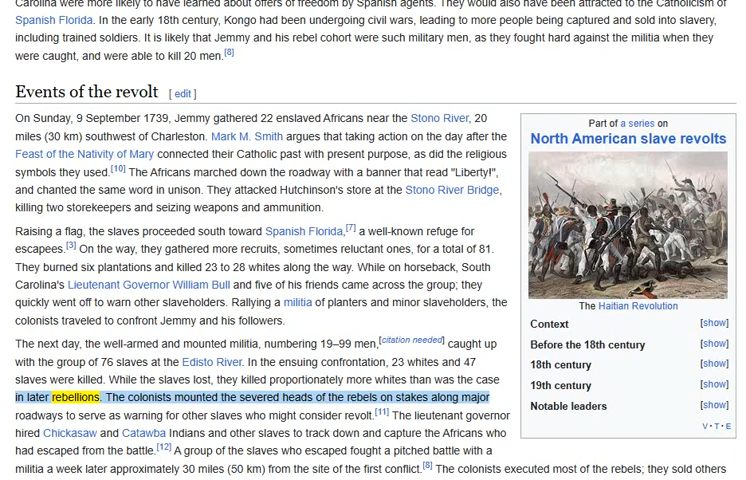 Carolina were more likely to have learned about offers of freedom by Spanish agents. They would also have been attracted to the Catholicism of
Spanish Florida. In the early 18th century, Kongo had been undergoing civil wars, leading to more people being captured and sold into slavery,
including trained soldiers. It is likely that Jemmy and his rebel cohort were such military men, as they fought hard against the militia when they
were caught, and were able to kill 20 men.[8]
Events of the revolt [ edit ]
On Sunday, 9 September 1739, Jemmy gathered 22 enslaved Africans near the Stono River, 20
miles (30 km) southwest of Charleston. Mark M. Smith argues that taking action on the day after the
Feast of the Nativity of Mary connected their Catholic past with present purpose, as did the religious
symbols they used.[10] The Africans marched down the roadway with a banner that read "Liberty!",
and chanted the same word in unison. They attacked Hutchinson's store at the Stono River Bridge,
killing two storekeepers and seizing weapons and ammunition.
Raising a flag, the slaves proceeded south toward Spanish Florida,[7] a well-known refuge for
escapees.[3] On the way, they gathered more recruits, sometimes reluctant ones, for a total of 81.
They burned six plantations and killed 23 to 28 whites along the way. While on horseback, South
Carolina's Lieutenant Governor William Bull and five of his friends came across the group; they
quickly went off to warn other slaveholders. Rallying a militia of planters and minor slaveholders, the
colonists traveled to confront Jemmy and his followers.
The next day, the well-armed and mounted militia, numbering 19–99 men,[citation needed] caught up
with the group of 76 slaves at the Edisto River. In the ensuing confrontation, 23 whites and 47
slaves were killed. While the slaves lost, they killed proportionately more whites than was the case
in later rebellions. The colonists mounted the severed heads of the rebels on stakes along major
roadways to serve as warning for other slaves who might consider revolt.[11] The lieutenant governor
hired Chickasaw and Catawba Indians and other slaves to track down and capture the Africans who
had escaped from the battle.[12] A group of the slaves who escaped fought a pitched battle with a
militia a week later approximately 30 miles (50 km) from the site of the first conflict.[8] The colonists executed most of the rebels; they sold others
Part of a series on
North American slave revolts
The Haitian Revolution
Context [show]
Before the 18th century [show]
18th century [show]
19th century [show]
Notable leaders [show]
V • T • E